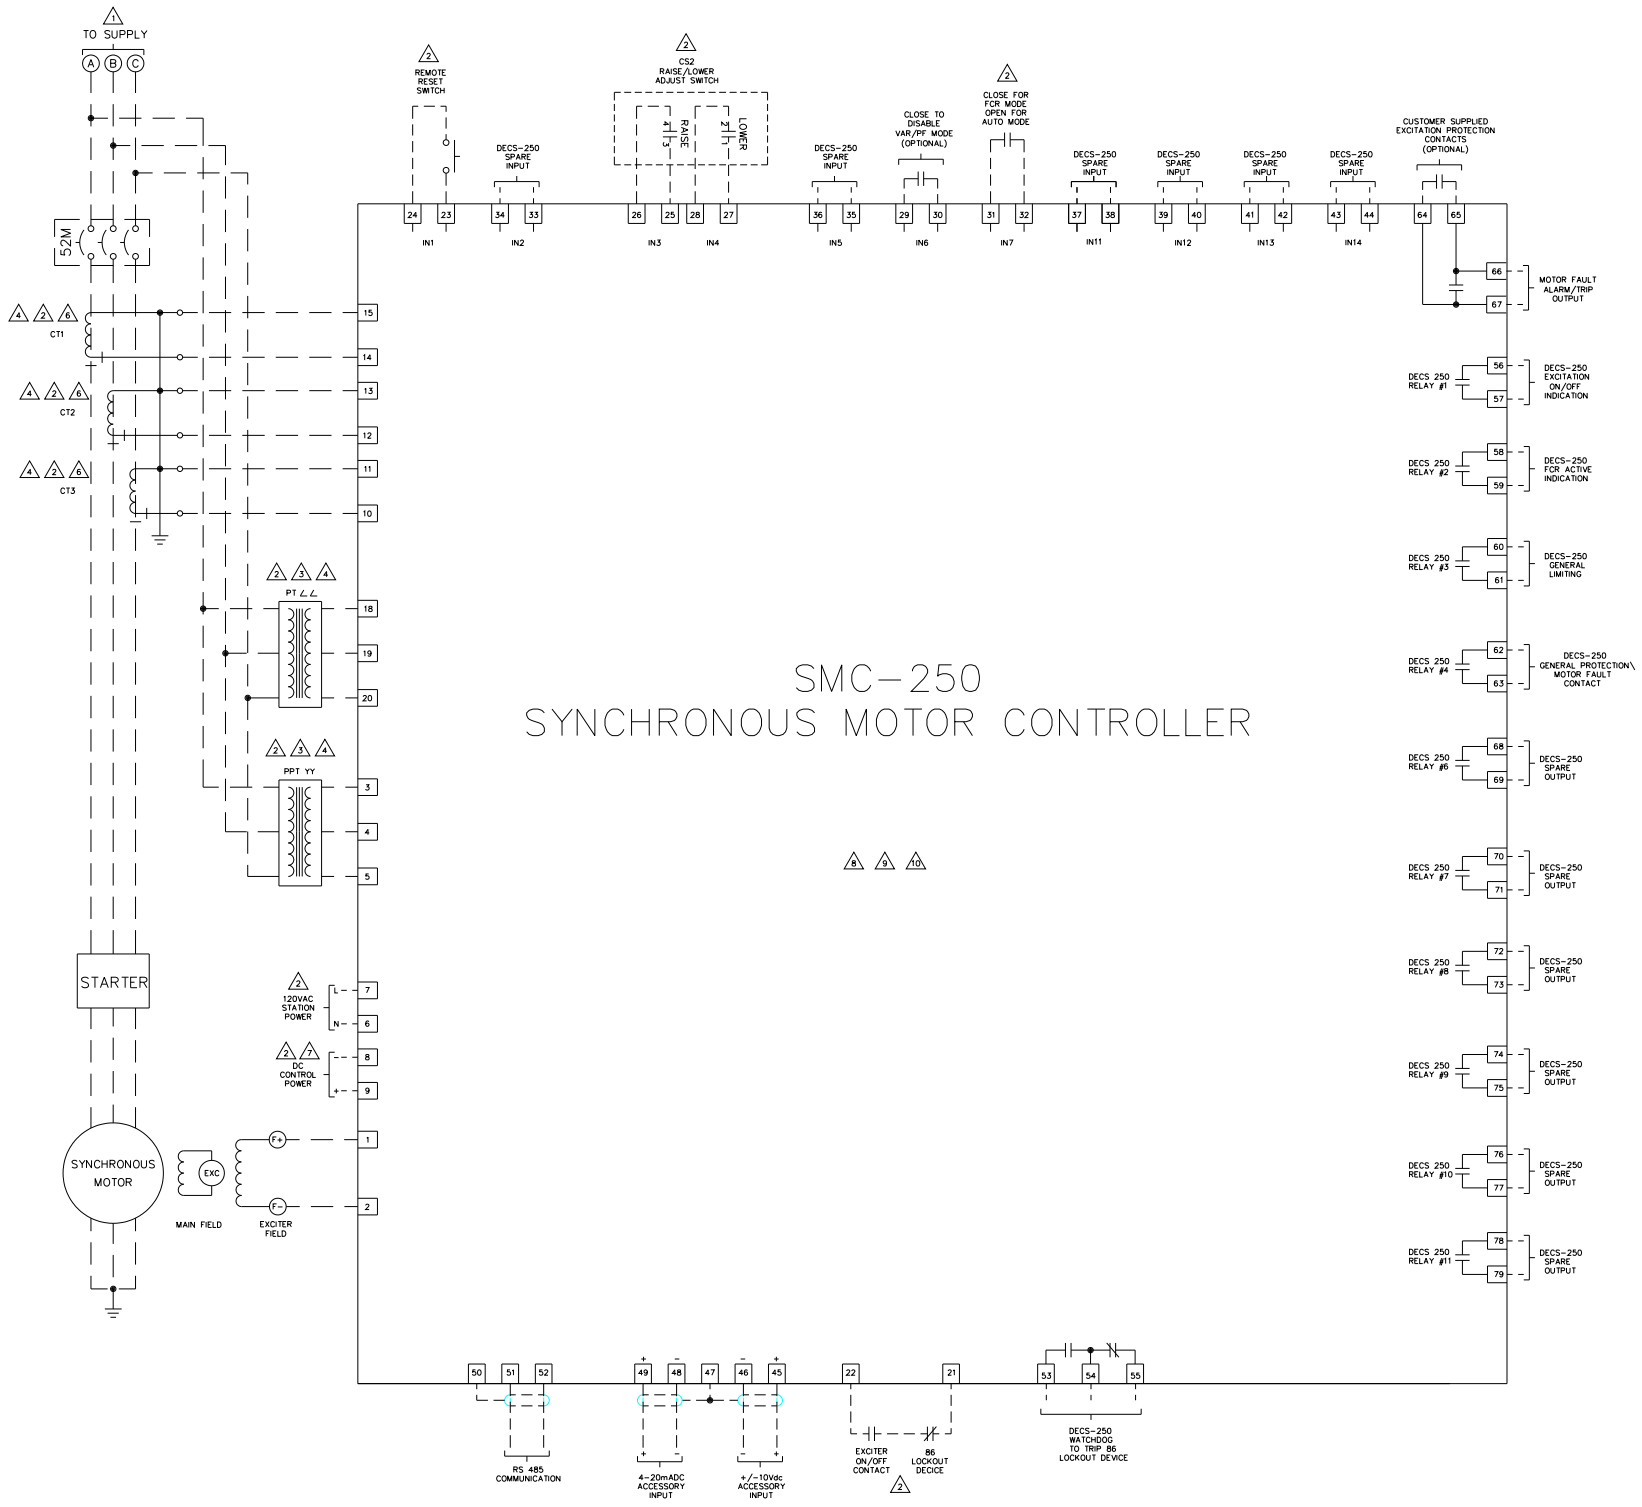 1
TO SUPPLY
A B C
2
REMOTE
RESET
SWITCH
2
CS2
RAISE/LOWER
ADJUST SWITCH
4 3 RAISE 2 1 LOWER
DECS-250
SPARE
INPUT
DECS-250
SPARE
INPUT
CLOSE TO
DISABLE
VAR/PF MODE
(OPTIONAL)
2
CLOSE FOR
FCR MODE
OPEN FOR
AUTO MODE
DECS-250
SPARE
INPUT
DECS-250
SPARE
INPUT
DECS-250
SPARE
INPUT
DECS-250
SPARE
INPUT
CUSTOMER SUPPLIED
EXCITATION PROTECTION
CONTACTS
(OPTIONAL)
24 23 34 33 26 25 28 27 36 35 29 30 31 32 37 38 39 40 41 42 43 44 64 65
IN1 IN2 IN3 IN4 IN5 IN6 IN7 IN11 IN12 IN13 IN14
52M
4 2 6
CT1
15
14
4 2 6
CT2
13
12
4 2 6
CT3
11
10
2 3 4
PT ∠ ∠
18
19
20
2 3 4
PPT YY
3
4
5
STARTER
2
120VAC
STATION
POWER
L- 7
N- 6
2 7
DC
CONTROL
POWER
- 8
+ 9
SYNCHRONOUS
MOTOR
EXC
MAIN FIELD
F+ 1
F- 2
EXCITER
FIELD
SMC-250
SYNCHRONOUS MOTOR CONTROLLER
8 9 10
66
67
MOTOR FAULT
ALARM/TRIP
OUTPUT
DECS 250
RELAY #1
56
57
DECS-250
EXCITATION
ON/OFF
INDICATION
DECS 250
RELAY #2
58
59
DECS-250
FCR ACTIVE
INDICATION
DECS 250
RELAY #3
60
61
DECS-250
GENERAL
LIMITING
DECS 250
RELAY #4
62
63
DECS-250
GENERAL PROTECTION\
MOTOR FAULT
CONTACT
DECS 250
RELAY #6
68
69
DECS-250
SPARE
OUTPUT
DECS 250
RELAY #7
70
71
DECS-250
SPARE
OUTPUT
DECS 250
RELAY #8
72
73
DECS-250
SPARE
OUTPUT
DECS 250
RELAY #9
74
75
DECS-250
SPARE
OUTPUT
DECS 250
RELAY #10
76
77
DECS-250
SPARE
OUTPUT
DECS 250
RELAY #11
78
79
DECS-250
SPARE
OUTPUT
+ - - +
50 51 52 49 48 47 46 45 22 21 53 54 55
+ - - +
RS 485
COMMUNICATION
4-20mADC
ACCESSORY
INPUT
+/-10Vdc
ACCESSORY
INPUT
EXCITER
ON/OFF
CONTACT
86
LOCKOUT
DECICE
2
DECS-250
WATCHDOG
TO TRIP 86
LOCKOUT DEVICE